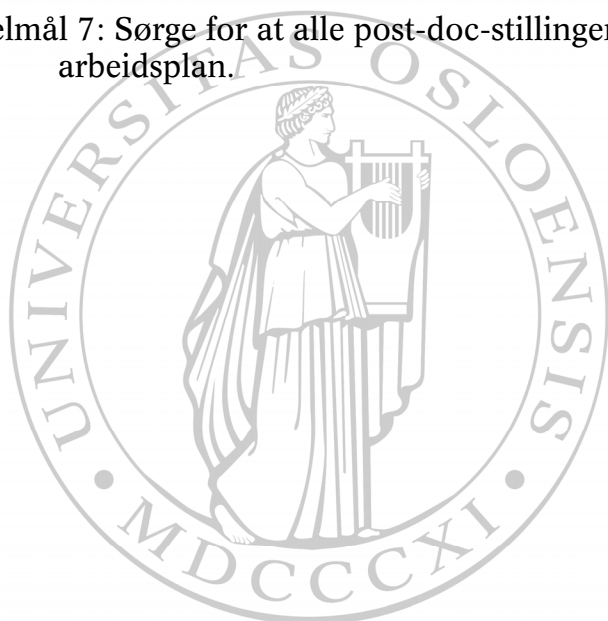 elmål 7: Sørge for at alle post-doc-stillinger
arbeidsplan.
UNIVERSITAS OSLOENSIS
MDCCCXI